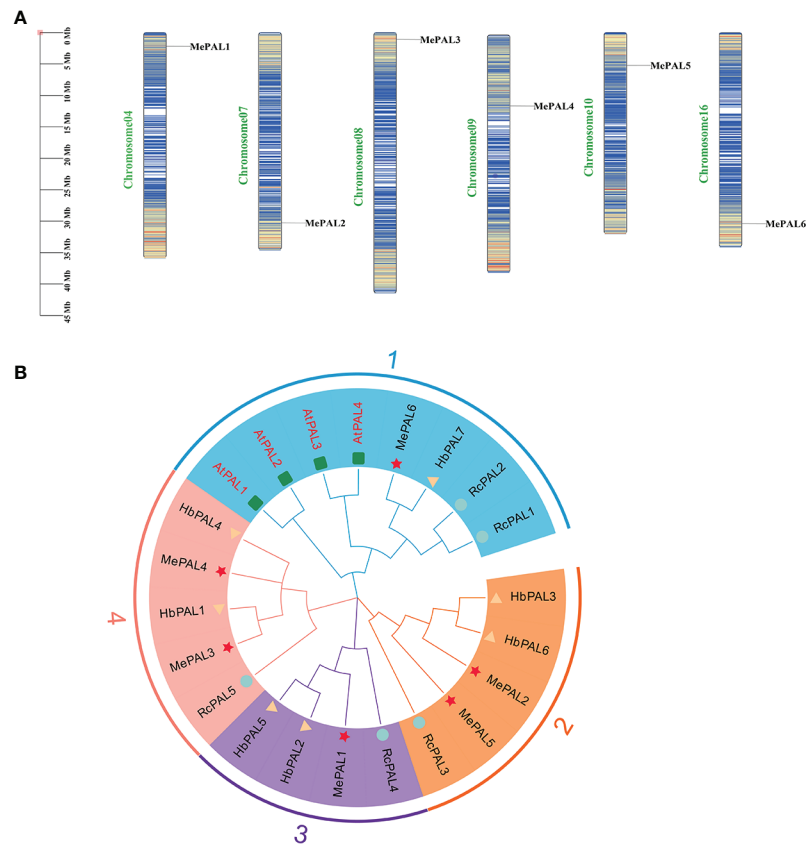 A
0 Mb
5 Mb
10 Mb
15 Mb
20 Mb
25 Mb
30 Mb
35 Mb
40 Mb
45 Mb
Chromosome04
MePAL1
Chromosome07
MePAL2
Chromosome08
MePAL3
Chromosome09
MePAL4
Chromosome10
MePAL5
Chromosome16
MePAL6
B
1
AtPAL1
AtPAL2
AtPAL3
AtPAL4
MePAL6
HbPAL7
RcPAL2
RcPAL1
2
HbPAL3
HbPAL6
MePAL2
MePAL5
RcPAL3
3
RcPAL4
MePAL1
HbPAL2
HbPAL5
4
RcPAL5
MePAL3
HbPAL1
MePAL4
HbPAL4